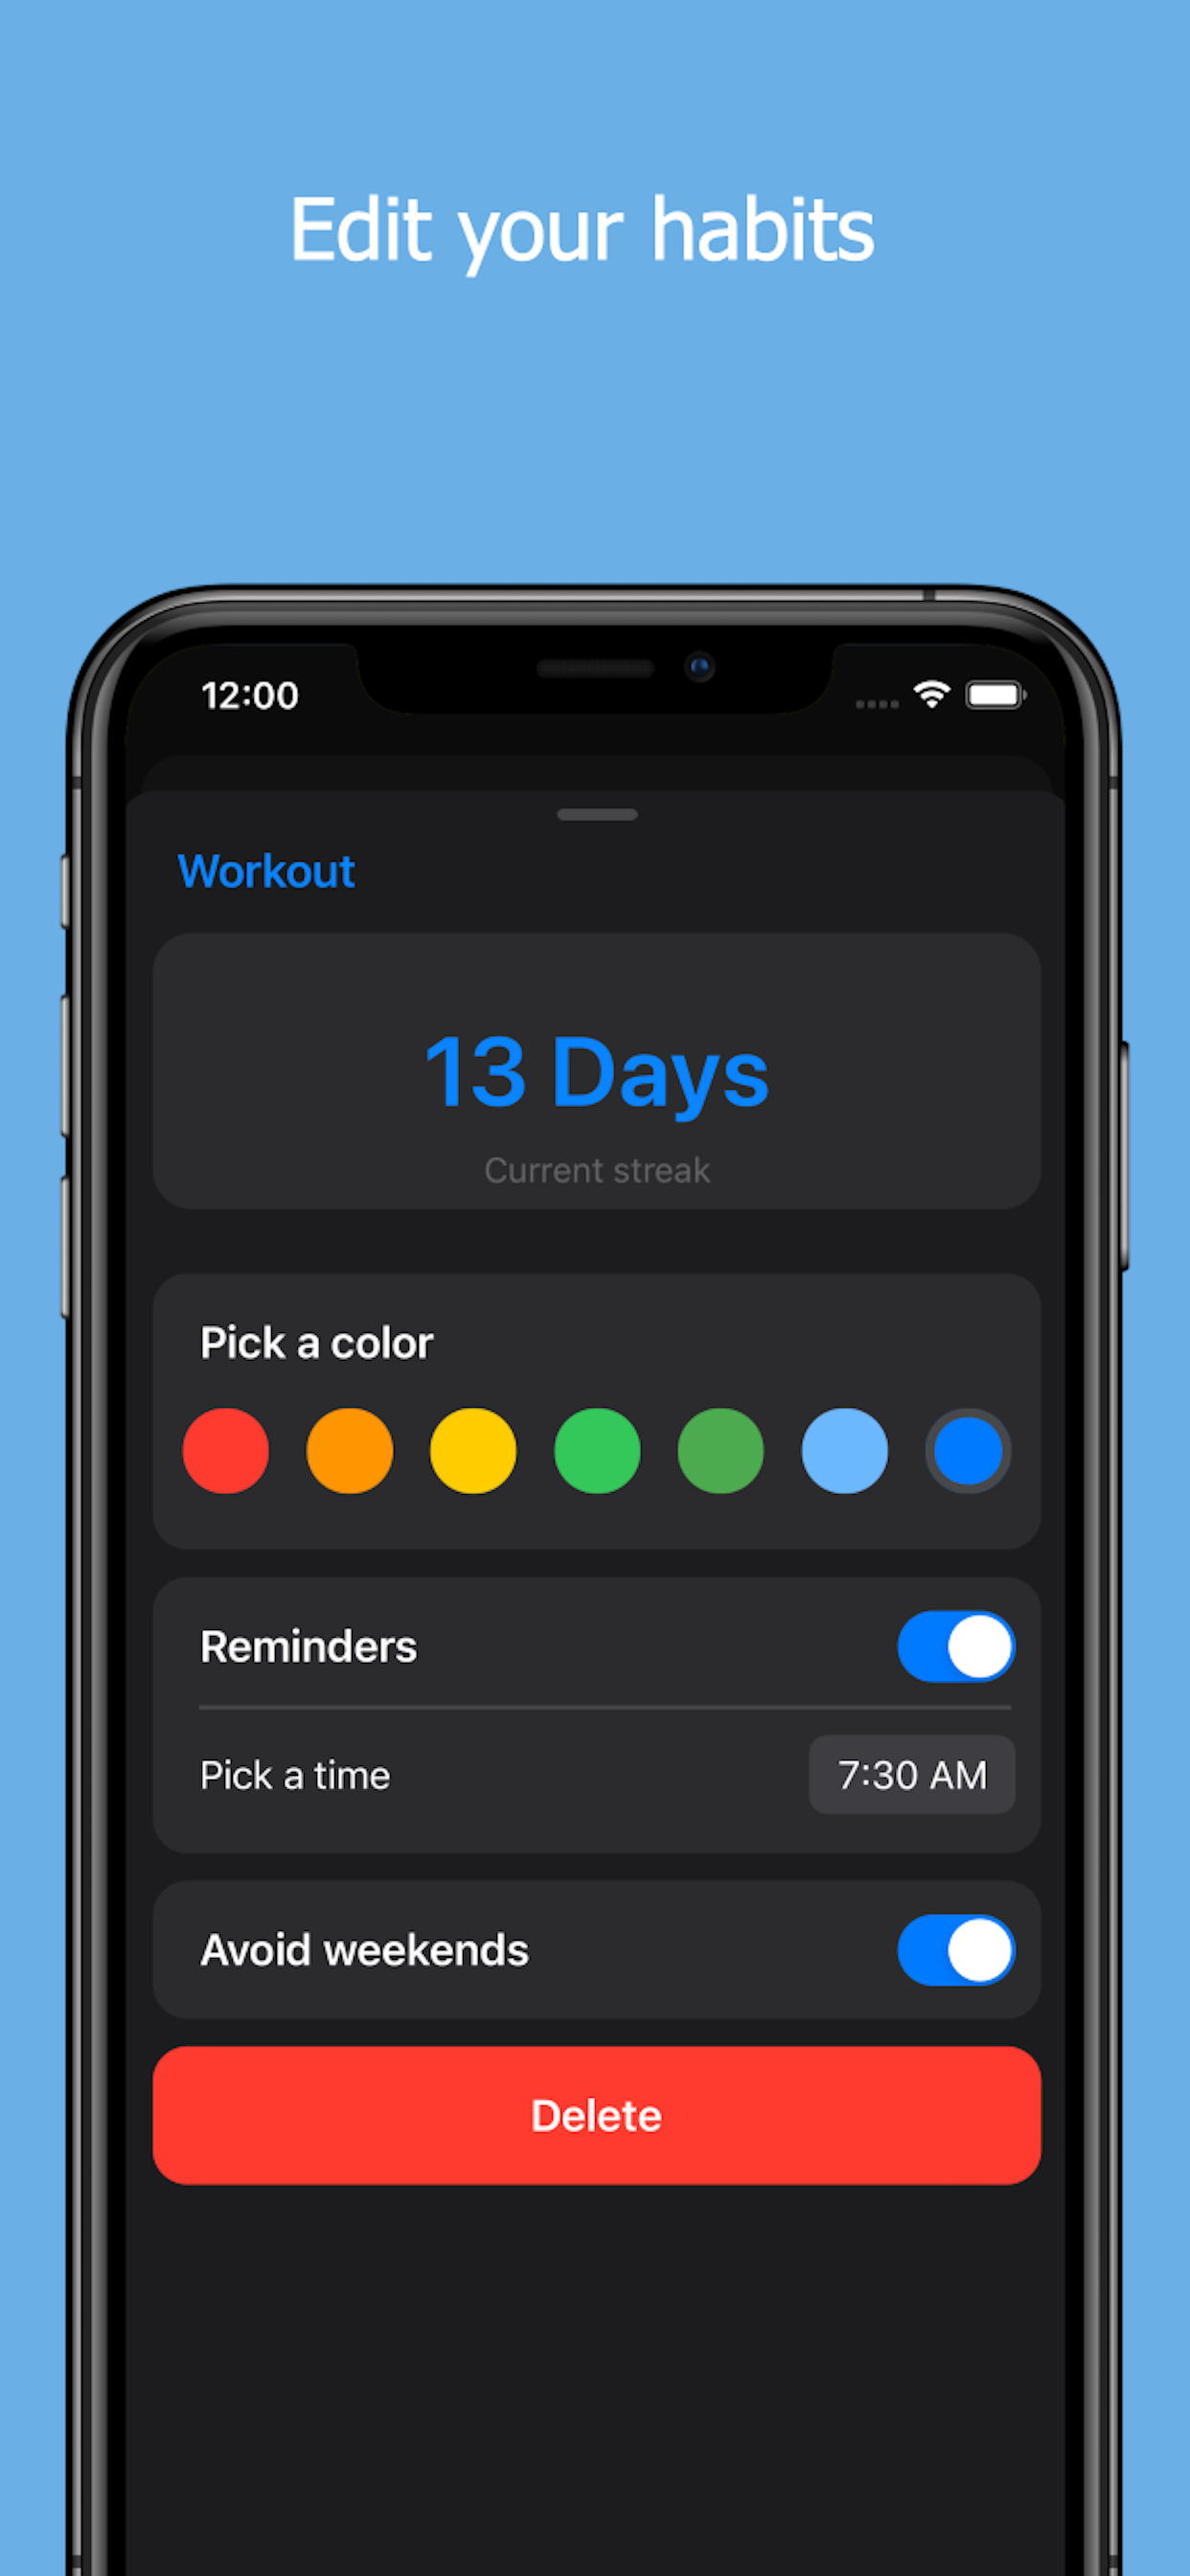 Edit your habits
12:00
Workout
13 Days
Current streak
Pick a color
Reminders
Pick a time
7:30 AM
Avoid weekends
Delete